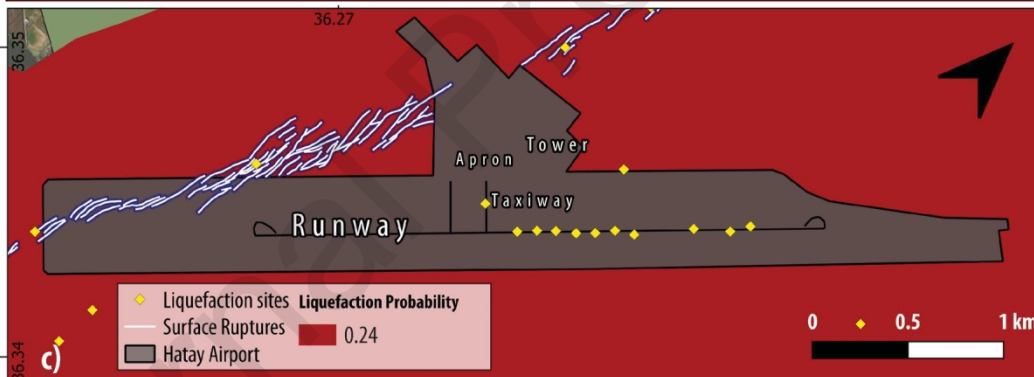 36.27
36.35
Tower
Apron
Taxiway
Runway
Liquefaction sites
Surface Ruptures
Hatay Airport
Liquefaction Probability
0.24
0 0.5 1 km
36.34
c)